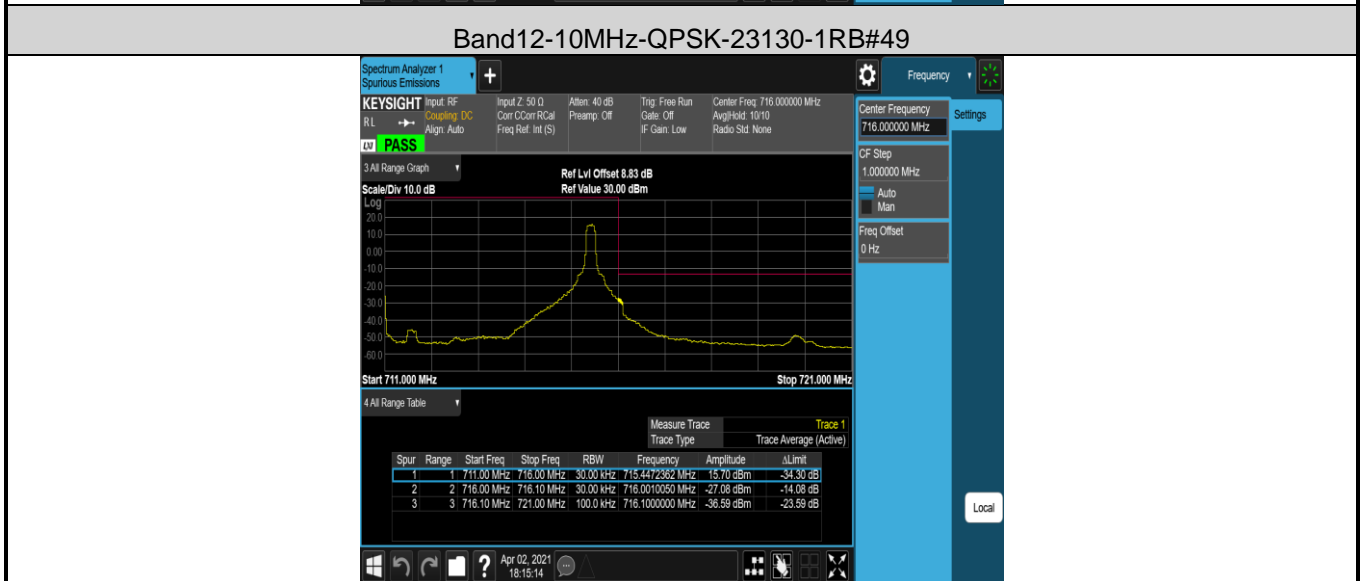 Band12-10MHz-QPSK-23130-1RB#49
Spectrum Analyzer 1
Spurious Emissions
+
Frequency
KEYSIGHT
RL
LXI
PASS
Input: RF
Coupling: DC
Align: Auto
Input Z: 50 Ω
Corr CCorr RCal
Freq Ref: Int (S)
Atten: 40 dB
Preamp: Off
Trig: Free Run
Gate: Off
IF Gain: Low
Center Freq: 716.000000 MHz
Avg|Hold: 10/10
Radio Std: None
Center Frequency
716.000000 MHz
Settings
CF Step
1.000000 MHz
Auto
Man
Freq Offset
0 Hz
3 All Range Graph
Scale/Div 10.0 dB
Ref Lvl Offset 8.83 dB
Ref Value 30.00 dBm
Log
20.0
10.0
0.00
-10.0
-20.0
-30.0
-40.0
-50.0
-60.0
Start 711.000 MHz
Stop 721.000 MHz
4 All Range Table
Measure Trace Trace 1
Trace Type Trace Average (Active)
Spur Range Start Freq Stop Freq RBW Frequency Amplitude ΔLimit
1 1 711.00 MHz 716.00 MHz 30.00 kHz 715.4472362 MHz 15.70 dBm -34.30 dB
2 2 716.00 MHz 716.10 MHz 30.00 kHz 716.0010050 MHz -27.08 dBm -14.08 dB
3 3 716.10 MHz 721.00 MHz 100.0 kHz 716.1000000 MHz -36.59 dBm -23.59 dB
Local
?
Apr 02, 2021
18:15:14